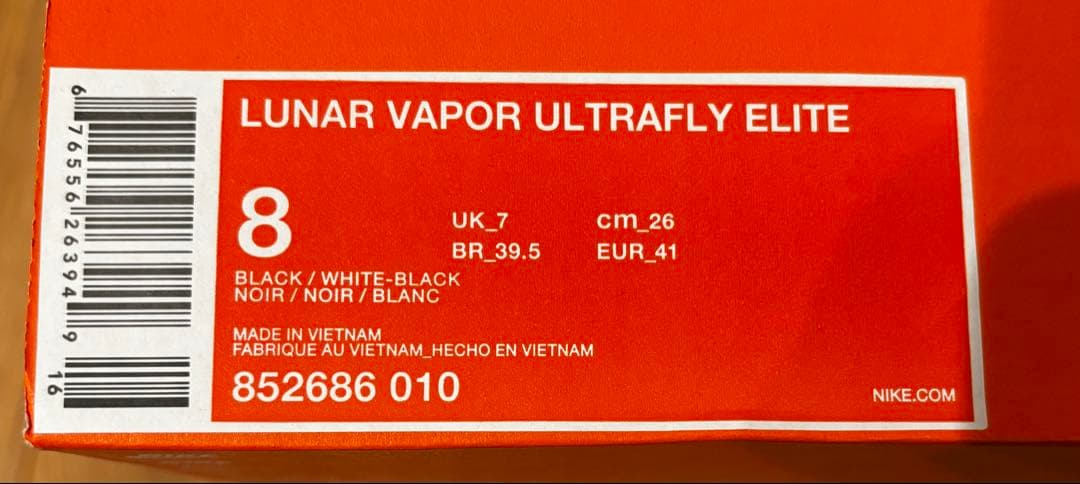 LUNAR VAPOR ULTRAFLY ELITE
8
UK_7 cm_26
BR_39.5 EUR_41
BLACK / WHITE-BLACK
NOIR / NOIR / BLANC
MADE IN VIETNAM
FABRIQUE AU VIETNAM_HECHO EN VIETNAM
852686 010
NIKE.COM
6 76556 26394 9
16